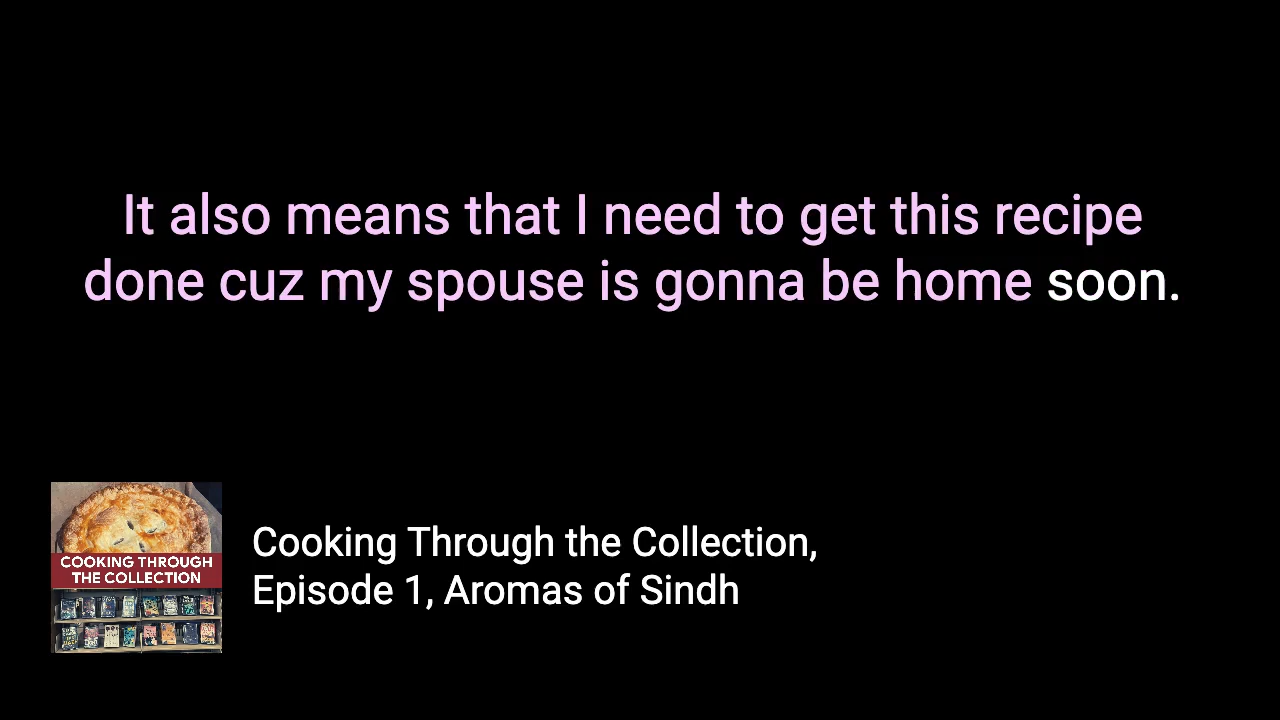 It also means that I need to get this recipe
done cuz my spouse is gonna be home soon.
COOKING THROUGH
THE COLLECTION
Cooking Through the Collection,
Episode 1, Aromas of Sindh